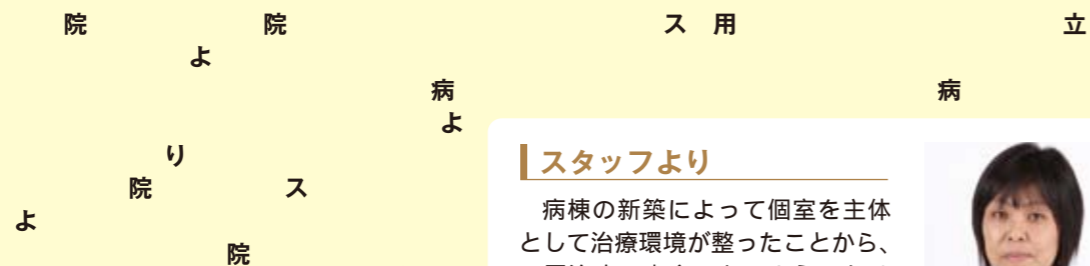 院 院 ス 用 立
よ
病 病
よ
り
院 ス
よ
院
スタッフより
病棟の新築によって個室を主体
として治療環境が整ったことから、